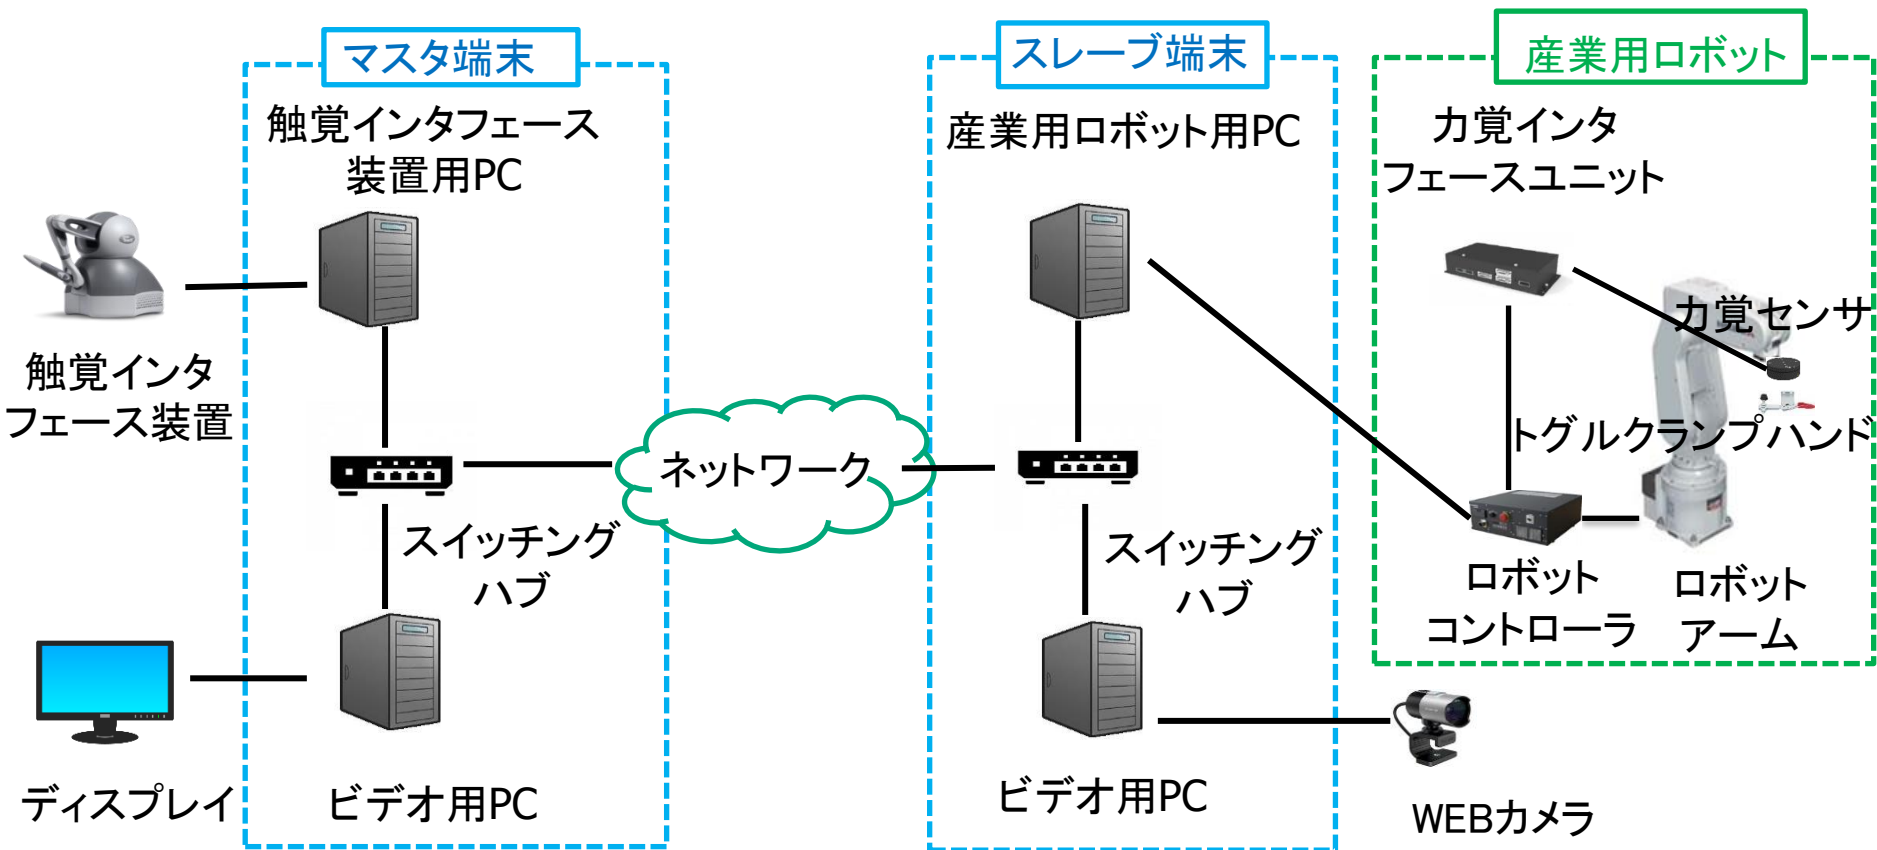 マスタ端末
触覚インタフェース
装置用PC
触覚インタ
フェース装置
スイッチング
ハブ
ディスプレイ
ビデオ用PC
ネットワーク
スレーブ端末
産業用ロボット用PC
スイッチング
ハブ
ビデオ用PC
WEBカメラ
産業用ロボット
力覚インタ
フェースユニット
力覚センサ
トグルクランプハンド
ロボット
コントローラ
ロボット
アーム